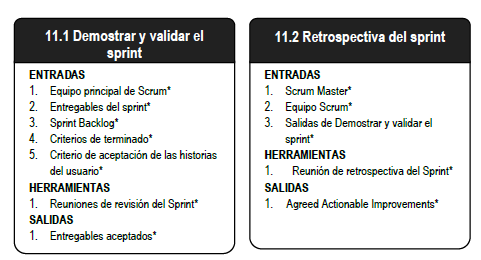 11.1 Demostrar y validar el
sprint
ENTRADAS
1. Equipo principal de Scrum*
2. Entregables del sprint*
3. Sprint Backlog*
4. Criterios de terminado*
5. Criterio de aceptación de las historias
del usuario*
HERRAMIENTAS
1. Reuniones de revisión del Sprint*
SALIDAS
1. Entregables aceptados*
11.2 Retrospectiva del sprint
ENTRADAS
1. Scrum Master*
2. Equipo Scrum*
3. Salidas de Demostrar y validar el
sprint*
HERRAMIENTAS
1. Reunión de retrospectiva del Sprint*
SALIDAS
1. Agreed Actionable Improvements*